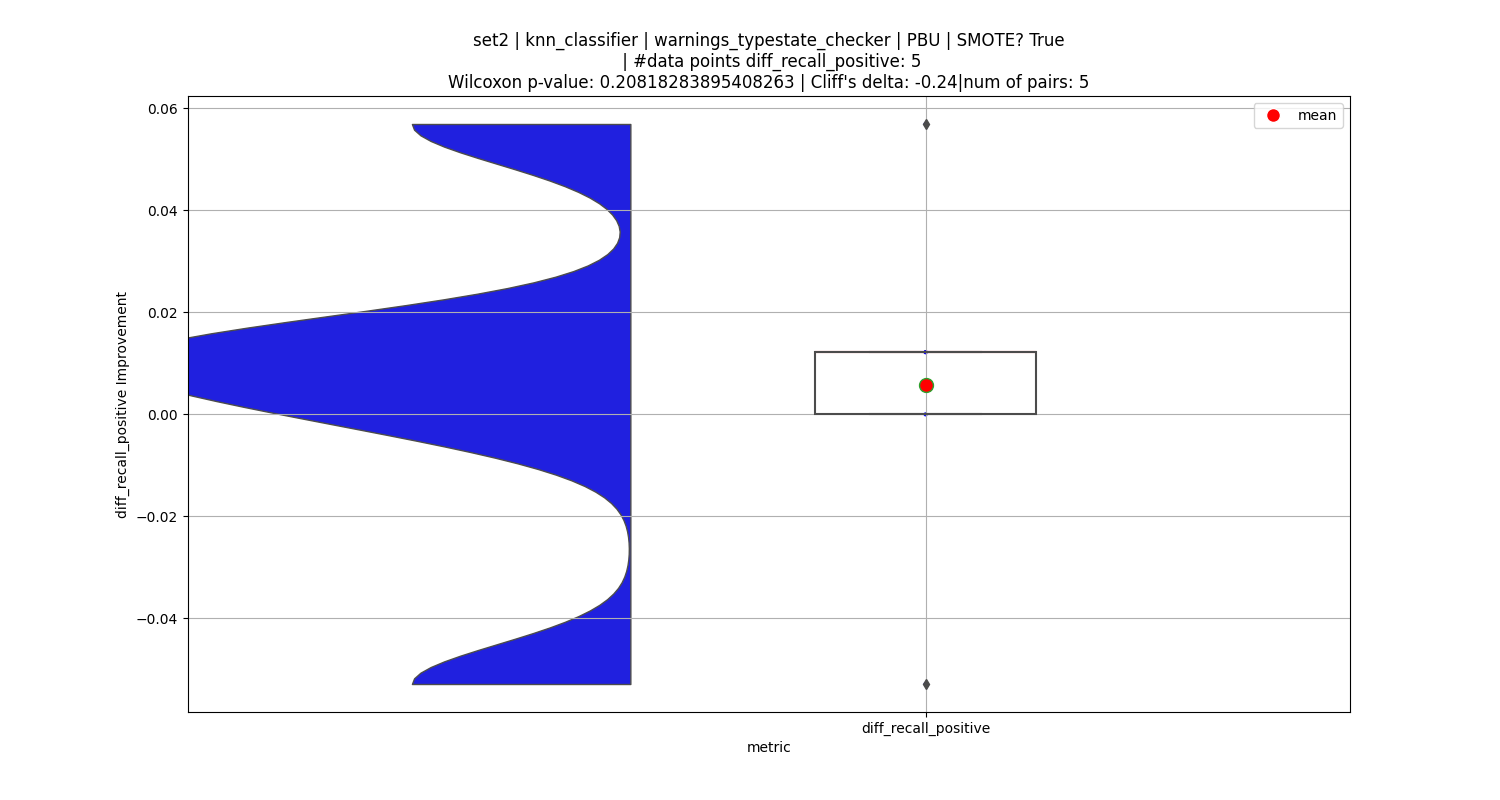 set2 | knn_classifier | warnings_typestate_checker | PBU | SMOTE? True
| #data points diff_recall_positive: 5
Wilcoxon p-value: 0.20818283895408263 | Cliff's delta: -0.24|num of pairs: 5
mean
0.06
0.04
0.02
0.00
−0.02
−0.04
diff_recall_positive Improvement
diff_recall_positive
metric